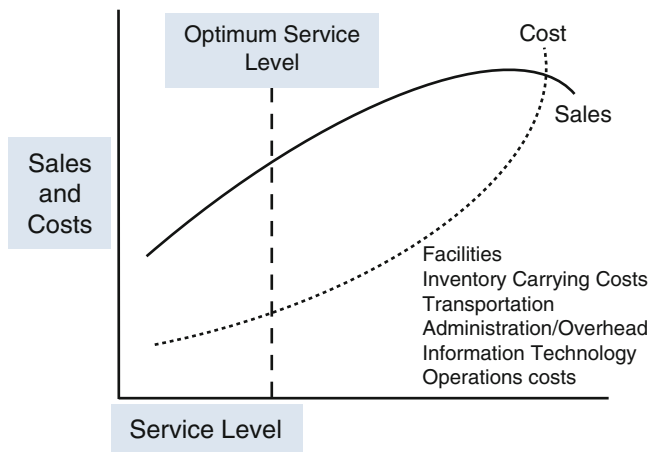 Optimum Service
Level
Cost
Sales
Sales
and
Costs
Facilities
Inventory Carrying Costs
Transportation
Administration/Overhead
Information Technology
Operations costs
Service Level